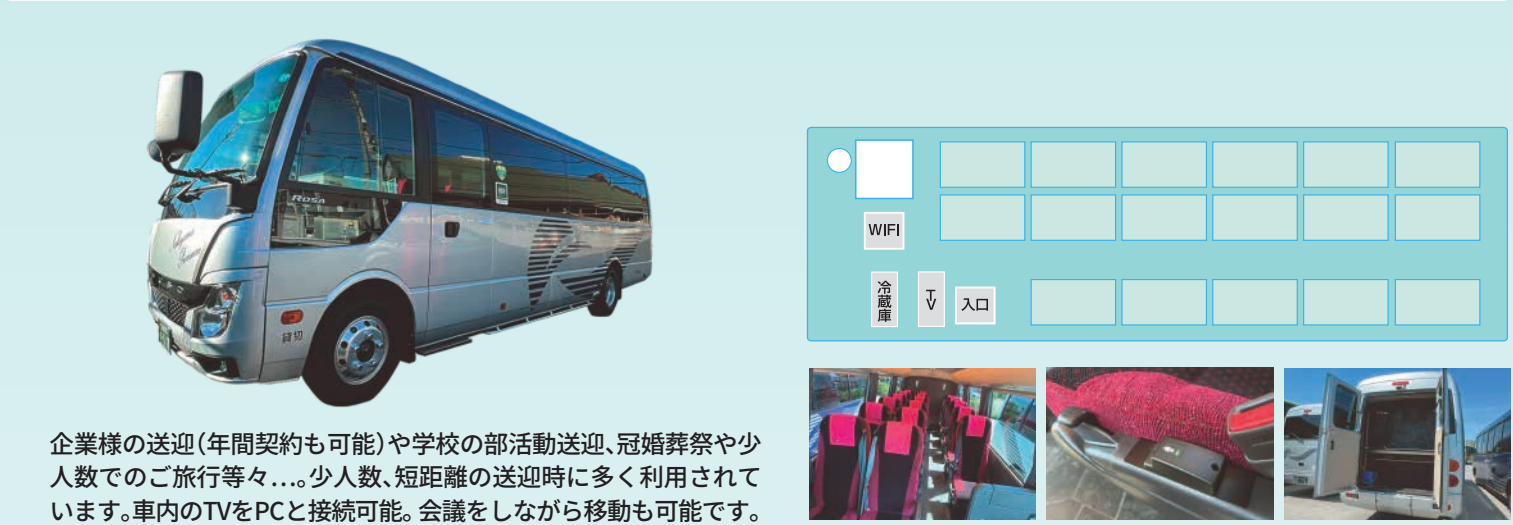 ROSA
貸切
WIFI
冷蔵庫
TV
入口
企業様の送迎(年間契約も可能)や学校の部活動送迎、冠婚葬祭や少
人数でのご旅行等々…。少人数、短距離の送迎時に多く利用されて
います。車内のTVをPCと接続可能。会議をしながら移動も可能です。